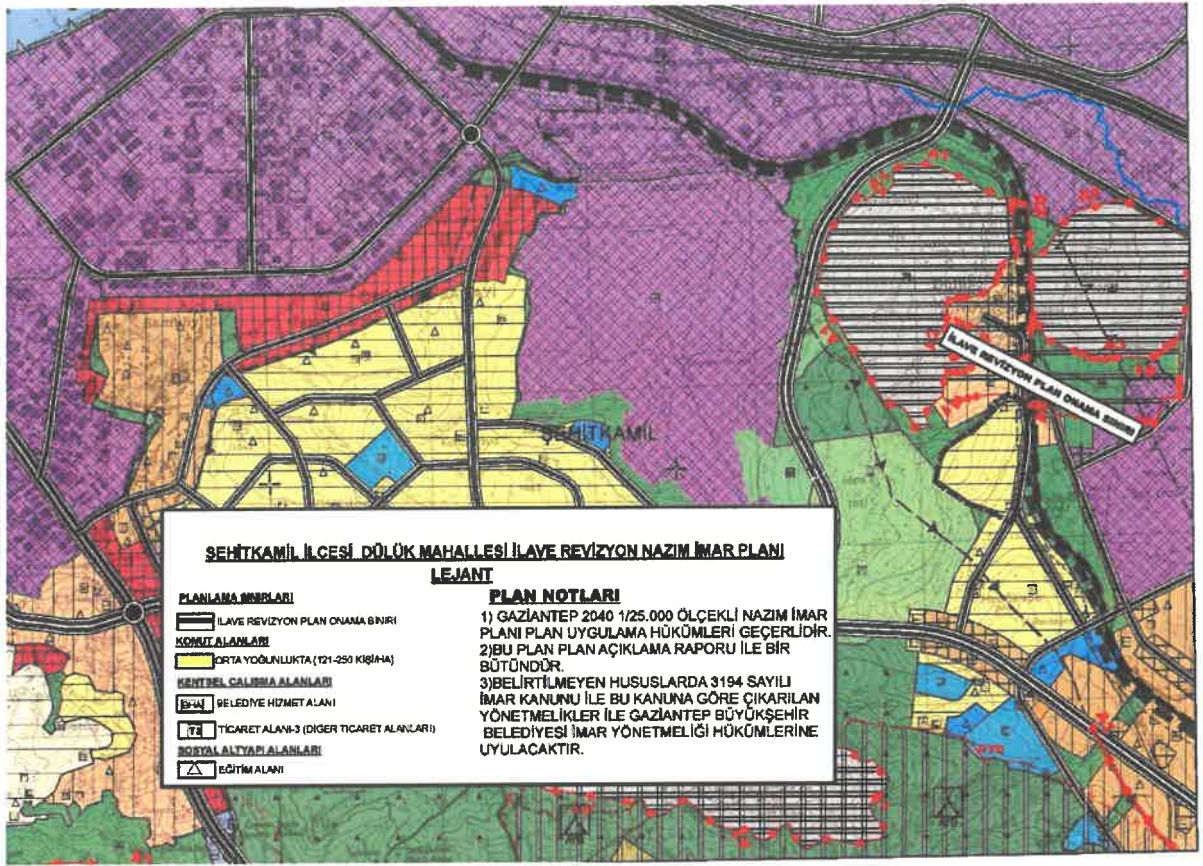 İLAVE REVİZYON PLAN ONAMA SINIRI
ŞEHİTKAMİL
ŞEHİTKAMİL İLÇESİ DÜLÜK MAHALLESİ İLAVE REVİZYON NAZIM İMAR PLANI
LEJANT
PLANLAMA SINIRLARI
İLAVE REVİZYON PLAN ONAMA SINIRI
KONUT ALANLARI
ORTA YOĞUNLUKTA (121-250 KİŞİ/HA)
KENTSEL ÇALIŞMA ALANLARI
BHA BELEDİYE HİZMET ALANI
T3 TİCARET ALANI-3 (DİĞER TİCARET ALANLARI)
SOSYAL ALTYAPI ALANLARI
EĞİTİM ALANI
PLAN NOTLARI
1) GAZİANTEP 2040 1/25.000 ÖLÇEKLİ NAZIM İMAR
PLANI PLAN UYGULAMA HÜKÜMLERİ GEÇERLİDİR.
2)BU PLAN PLAN AÇIKLAMA RAPORU İLE BİR
BÜTÜNDÜR.
3)BELİRTİLMEYEN HUSUSLARDA 3194 SAYILI
İMAR KANUNU İLE BU KANUNA GÖRE ÇIKARILAN
YÖNETMELİKLER İLE GAZİANTEP BÜYÜKŞEHİR
BELEDİYESİ İMAR YÖNETMELİĞİ HÜKÜMLERİNE
UYULACAKTIR.